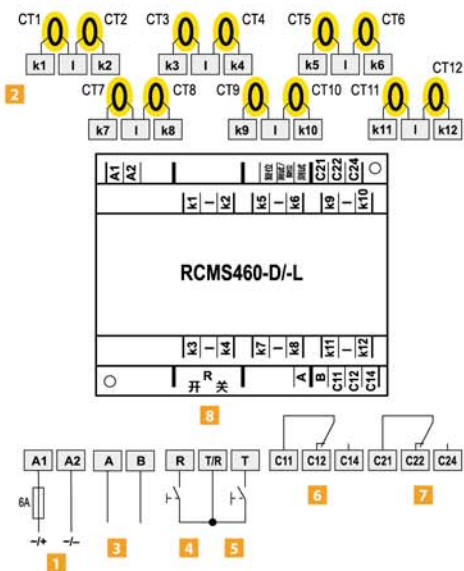 CT1 CT2 CT3 CT4 CT5 CT6
k1 I k2 k3 I k4 k5 I k6
2
CT7 CT8 CT9 CT10 CT11 CT12
k7 I k8 k9 I k10 k11 I k12
A1 A2 C21 C22 C24
k1 I k2 k5 I k6 k9 I k10
RCMS460-D/-L
k3 I k4 k7 I k8 k11 I k12
R A B C11 C12 C14
开 关
8
A1 A2 A B R T/R T C11 C12 C14 C21 C22 C24
6A
6 7
~/+ ~/–
1 3 4 5